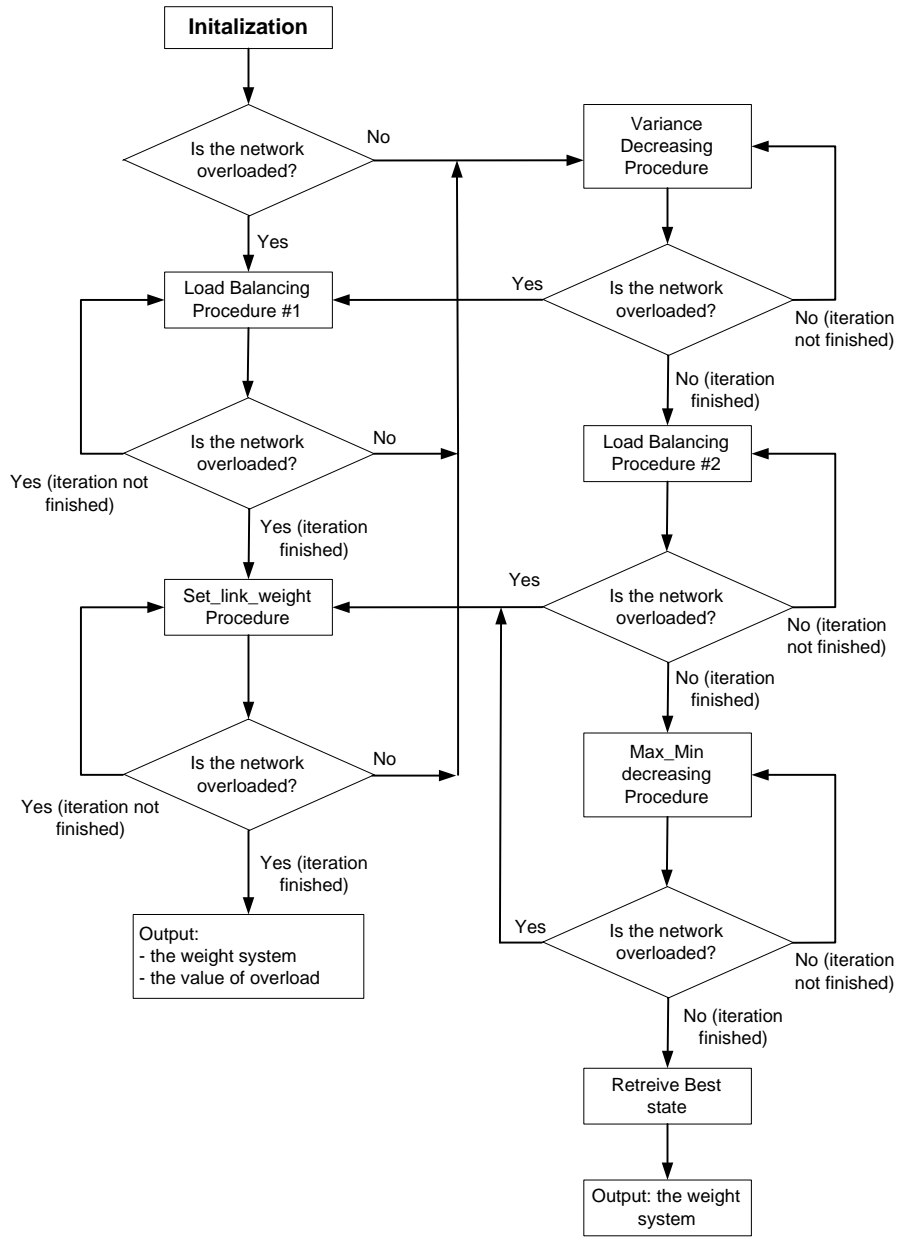 Initalization
Is the network
overloaded?
No
Yes
Variance
Decreasing
Procedure
Load Balancing
Procedure #1
Yes
Is the network
overloaded?
No (iteration
not finished)
No (iteration
finished)
Is the network
overloaded?
No
Yes (iteration not
finished)
Yes (iteration
finished)
Load Balancing
Procedure #2
Set_link_weight
Procedure
Yes
Is the network
overloaded?
No (iteration
not finished)
No (iteration
finished)
Is the network
overloaded?
No
Yes (iteration not
finished)
Yes (iteration
finished)
Max_Min
decreasing
Procedure
Output:
- the weight system
- the value of overload
Yes
Is the network
overloaded?
No (iteration
not finished)
No (iteration
finished)
Retreive Best
state
Output: the weight
system